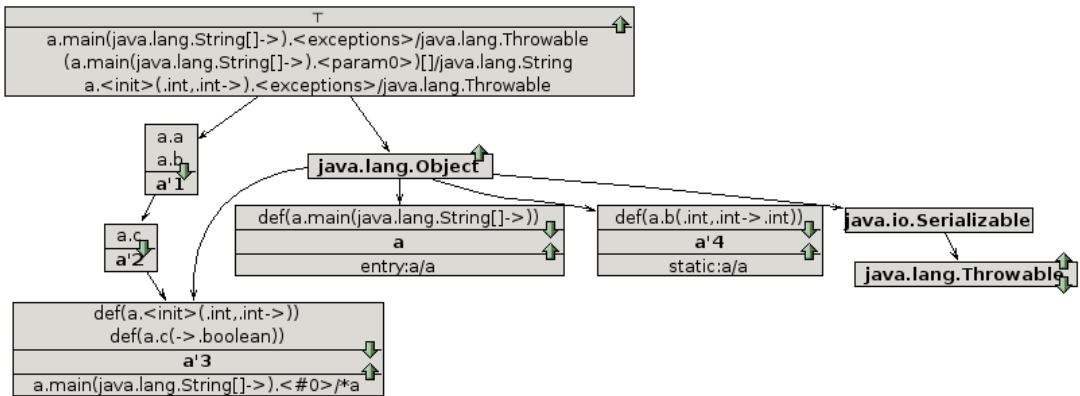 ⊤
a.main(java.lang.String[]->).<exceptions>/java.lang.Throwable
(a.main(java.lang.String[]->).<param0>)[]/java.lang.String
a.<init>(.int,.int->).<exceptions>/java.lang.Throwable
a.a
a.b
a'1
java.lang.Object
a.c
a'2
def(a.main(java.lang.String[]->))
a
entry:a/a
def(a.b(.int,.int->.int))
a'4
static:a/a
java.io.Serializable
java.lang.Throwable
def(a.<init>(.int,.int->))
def(a.c(->.boolean))
a'3
a.main(java.lang.String[]->).<#0>/*a